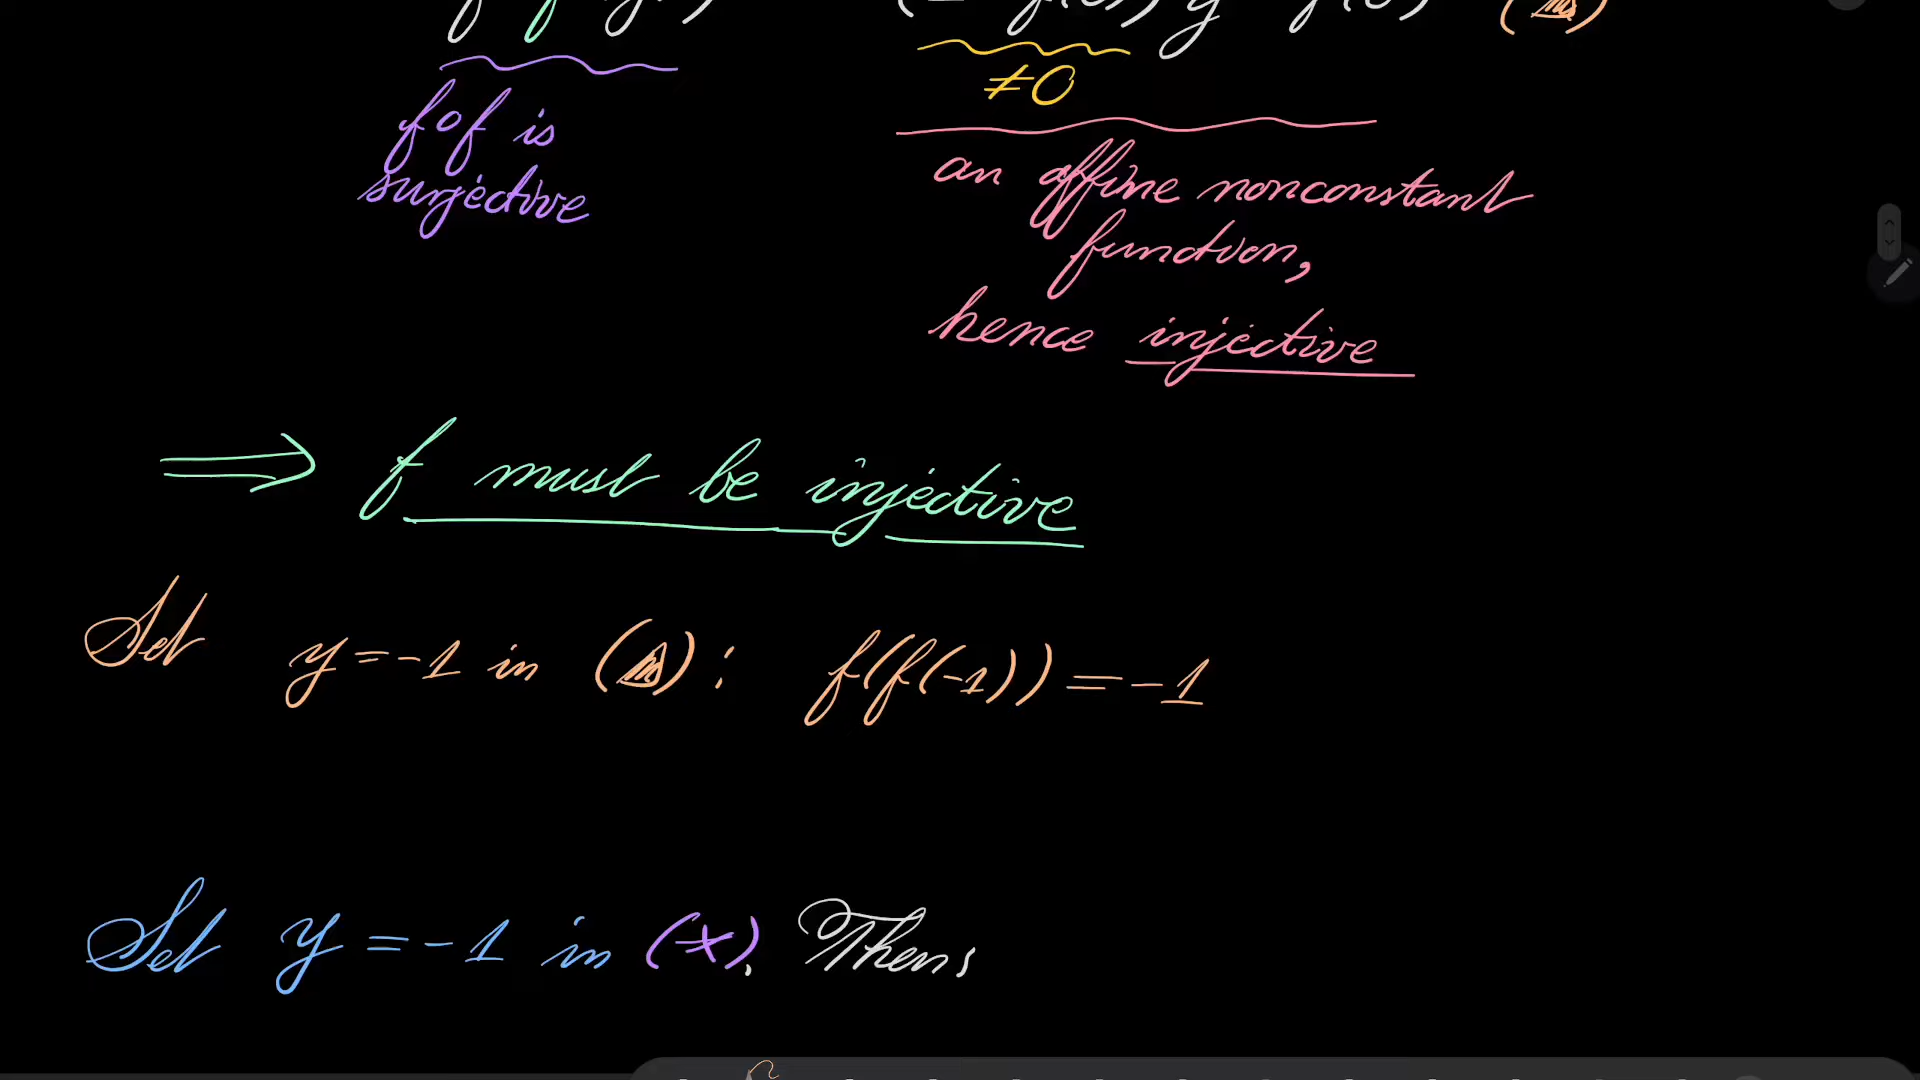 ≠0
f∘f is
surjective
an affine nonconstant
function,
hence injective
⟹ f must be injective
Set y=-1 in (Δ): f(f(-1))=-1
Set y=-1 in (*). Then,